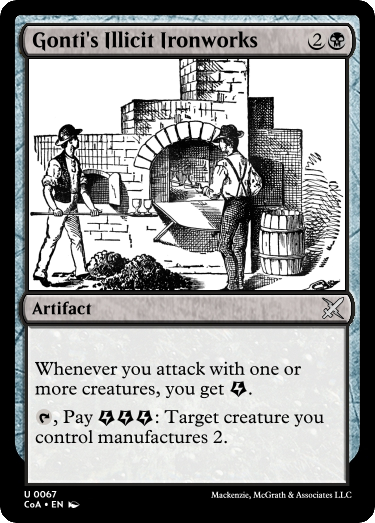 Gonti's Illicit Ironworks 2
Artifact
Whenever you attack with one or
more creatures, you get .
, Pay : Target creature you
control manufactures 2.
U 0067
CoA • EN
Mackenzie, McGrath & Associates LLC